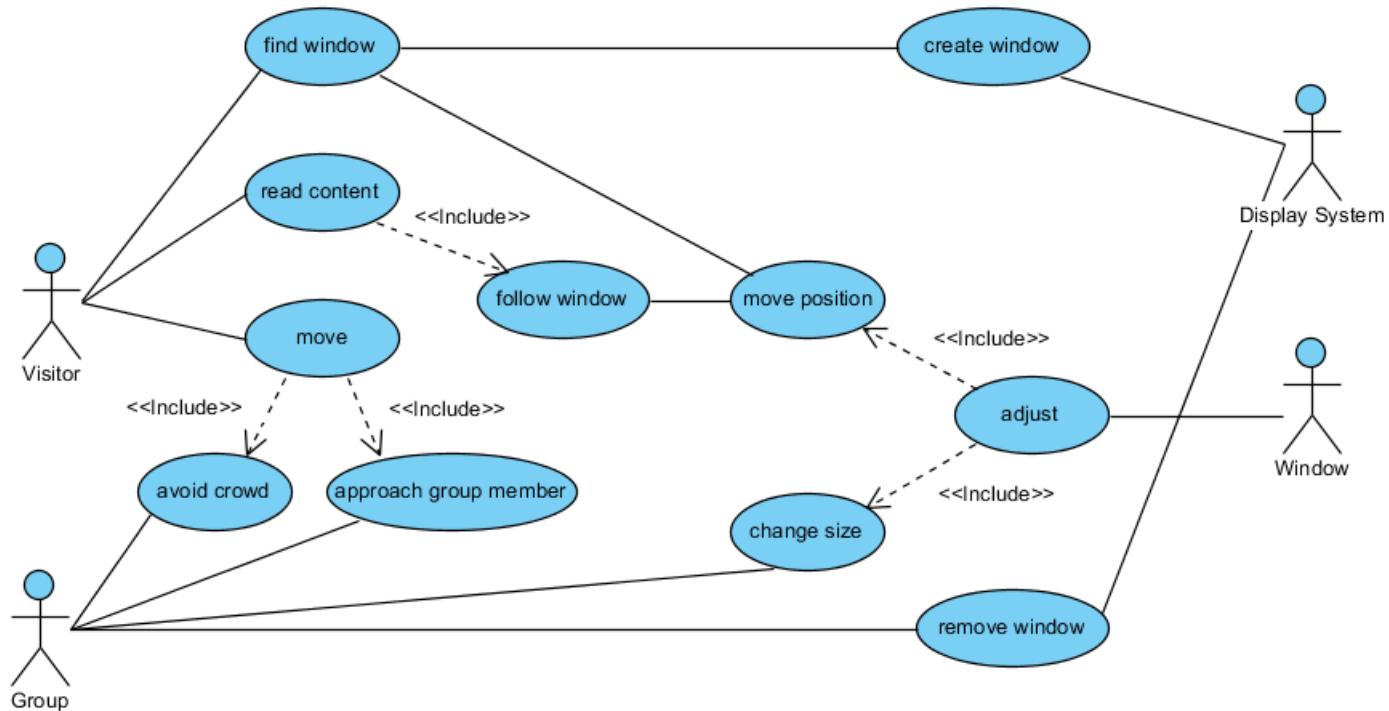 find window
create window
read content
<<Include>>
Display System
follow window
move position
move
<<Include>>
Visitor
<<Include>>
<<Include>>
adjust
Window
avoid crowd
approach group member
<<Include>>
change size
remove window
Group